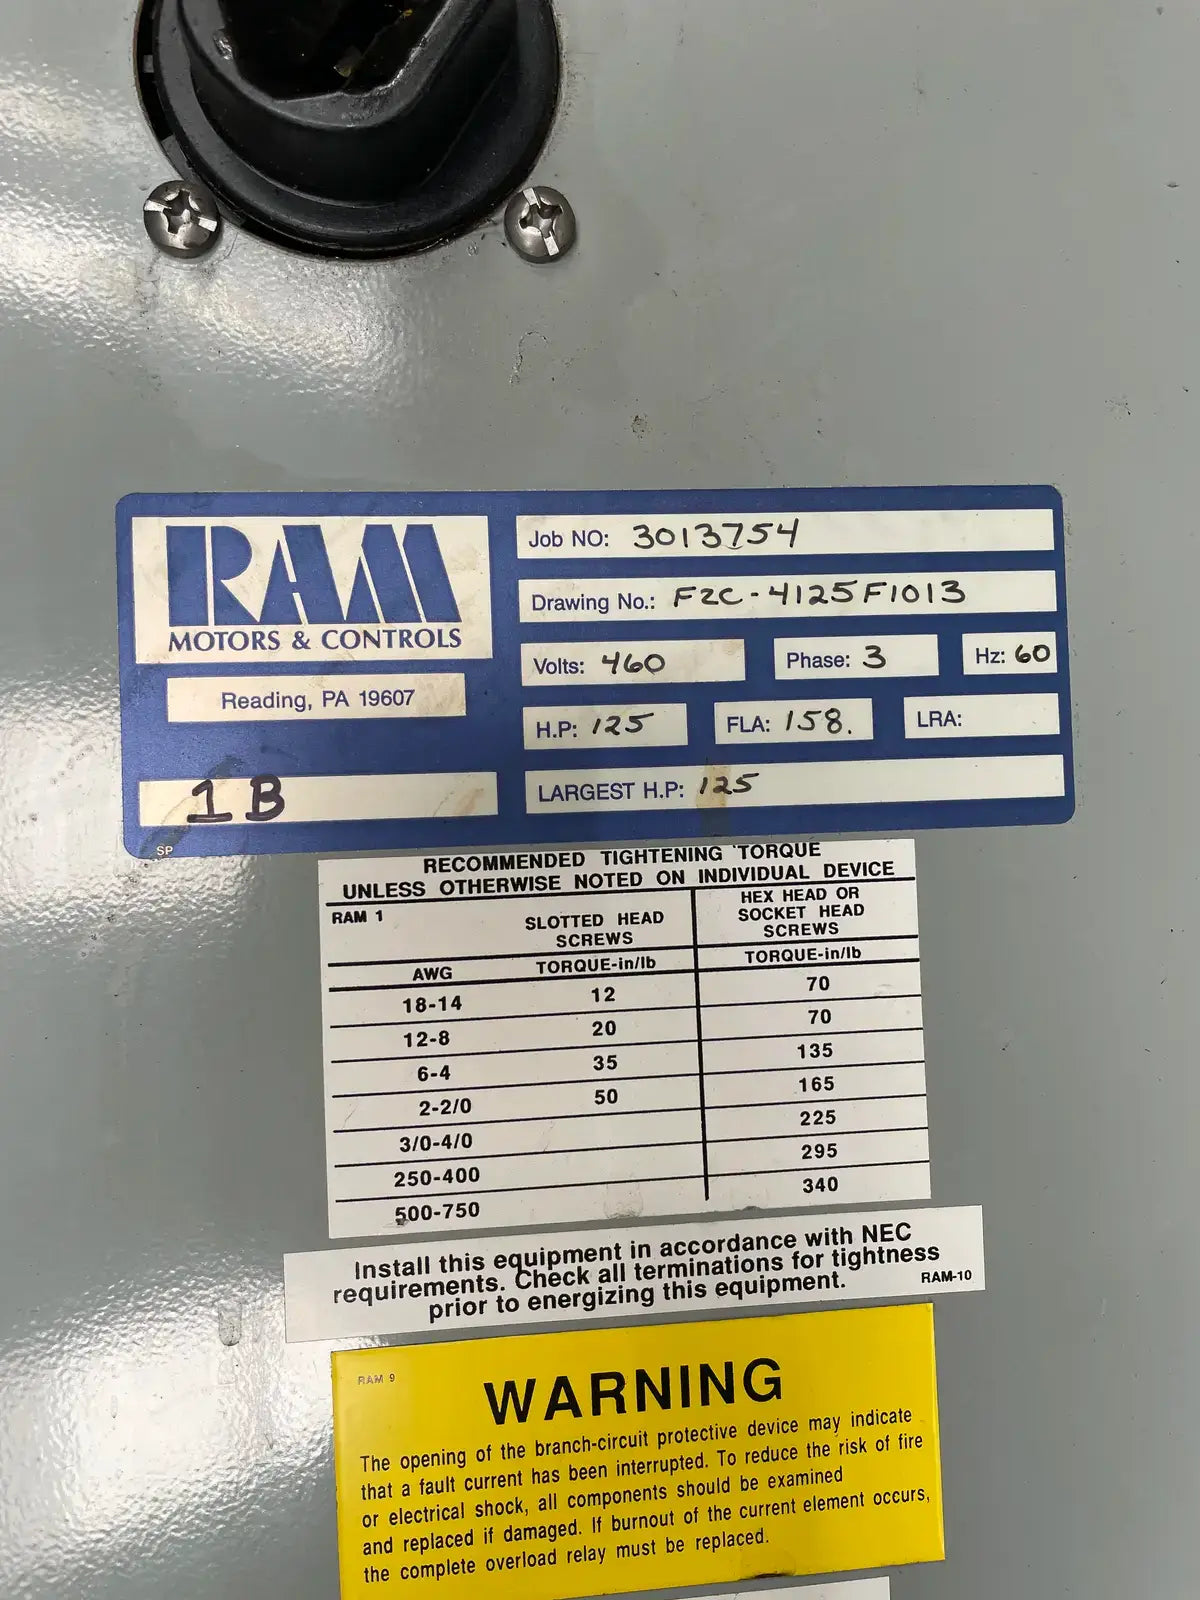 RAM
MOTORS & CONTROLS
Reading, PA 19607
1B
SP
Job NO: 3013754
Drawing No.: FZC-4125F1013
Volts: 460 Phase: 3 Hz: 60
H.P: 125 FLA: 158. LRA:
LARGEST H.P: 125
RECOMMENDED TIGHTENING TORQUE
UNLESS OTHERWISE NOTED ON INDIVIDUAL DEVICE
RAM 1
SLOTTED HEAD
SCREWS
HEX HEAD OR
SOCKET HEAD
SCREWS
AWG TORQUE-in/lb TORQUE-in/lb
18-14 12 70
12-8 20 70
6-4 35 135
2-2/0 50 165
3/0-4/0 225
250-400 295
500-750 340
Install this equipment in accordance with NEC
requirements. Check all terminations for tightness
prior to energizing this equipment.
RAM-10
RAM 9
WARNING
The opening of the branch-circuit protective device may indicate
that a fault current has been interrupted. To reduce the risk of fire
or electrical shock, all components should be examined
and replaced if damaged. If burnout of the current element occurs,
the complete overload relay must be replaced.